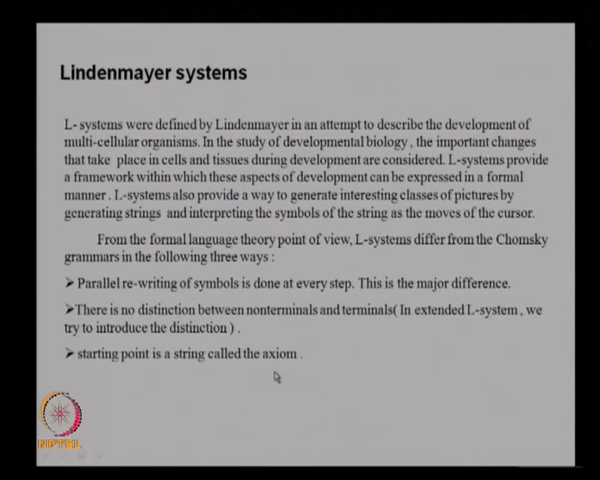 Lindenmayer systems
L- systems were defined by Lindenmayer in an attempt to describe the development of
multi-cellular organisms. In the study of developmental biology , the important changes
that take place in cells and tissues during development are considered. L-systems provide
a framework within which these aspects of development can be expressed in a formal
manner . L-systems also provide a way to generate interesting classes of pictures by
generating strings and interpreting the symbols of the string as the moves of the cursor.
From the formal language theory point of view, L-systems differ from the Chomsky
grammars in the following three ways :
➢ Parallel re-writing of symbols is done at every step. This is the major difference.
➢There is no distinction between nonterminals and terminals( In extended L-system , we
try to introduce the distinction ) .
➢ starting point is a string called the axiom .
NPTEL